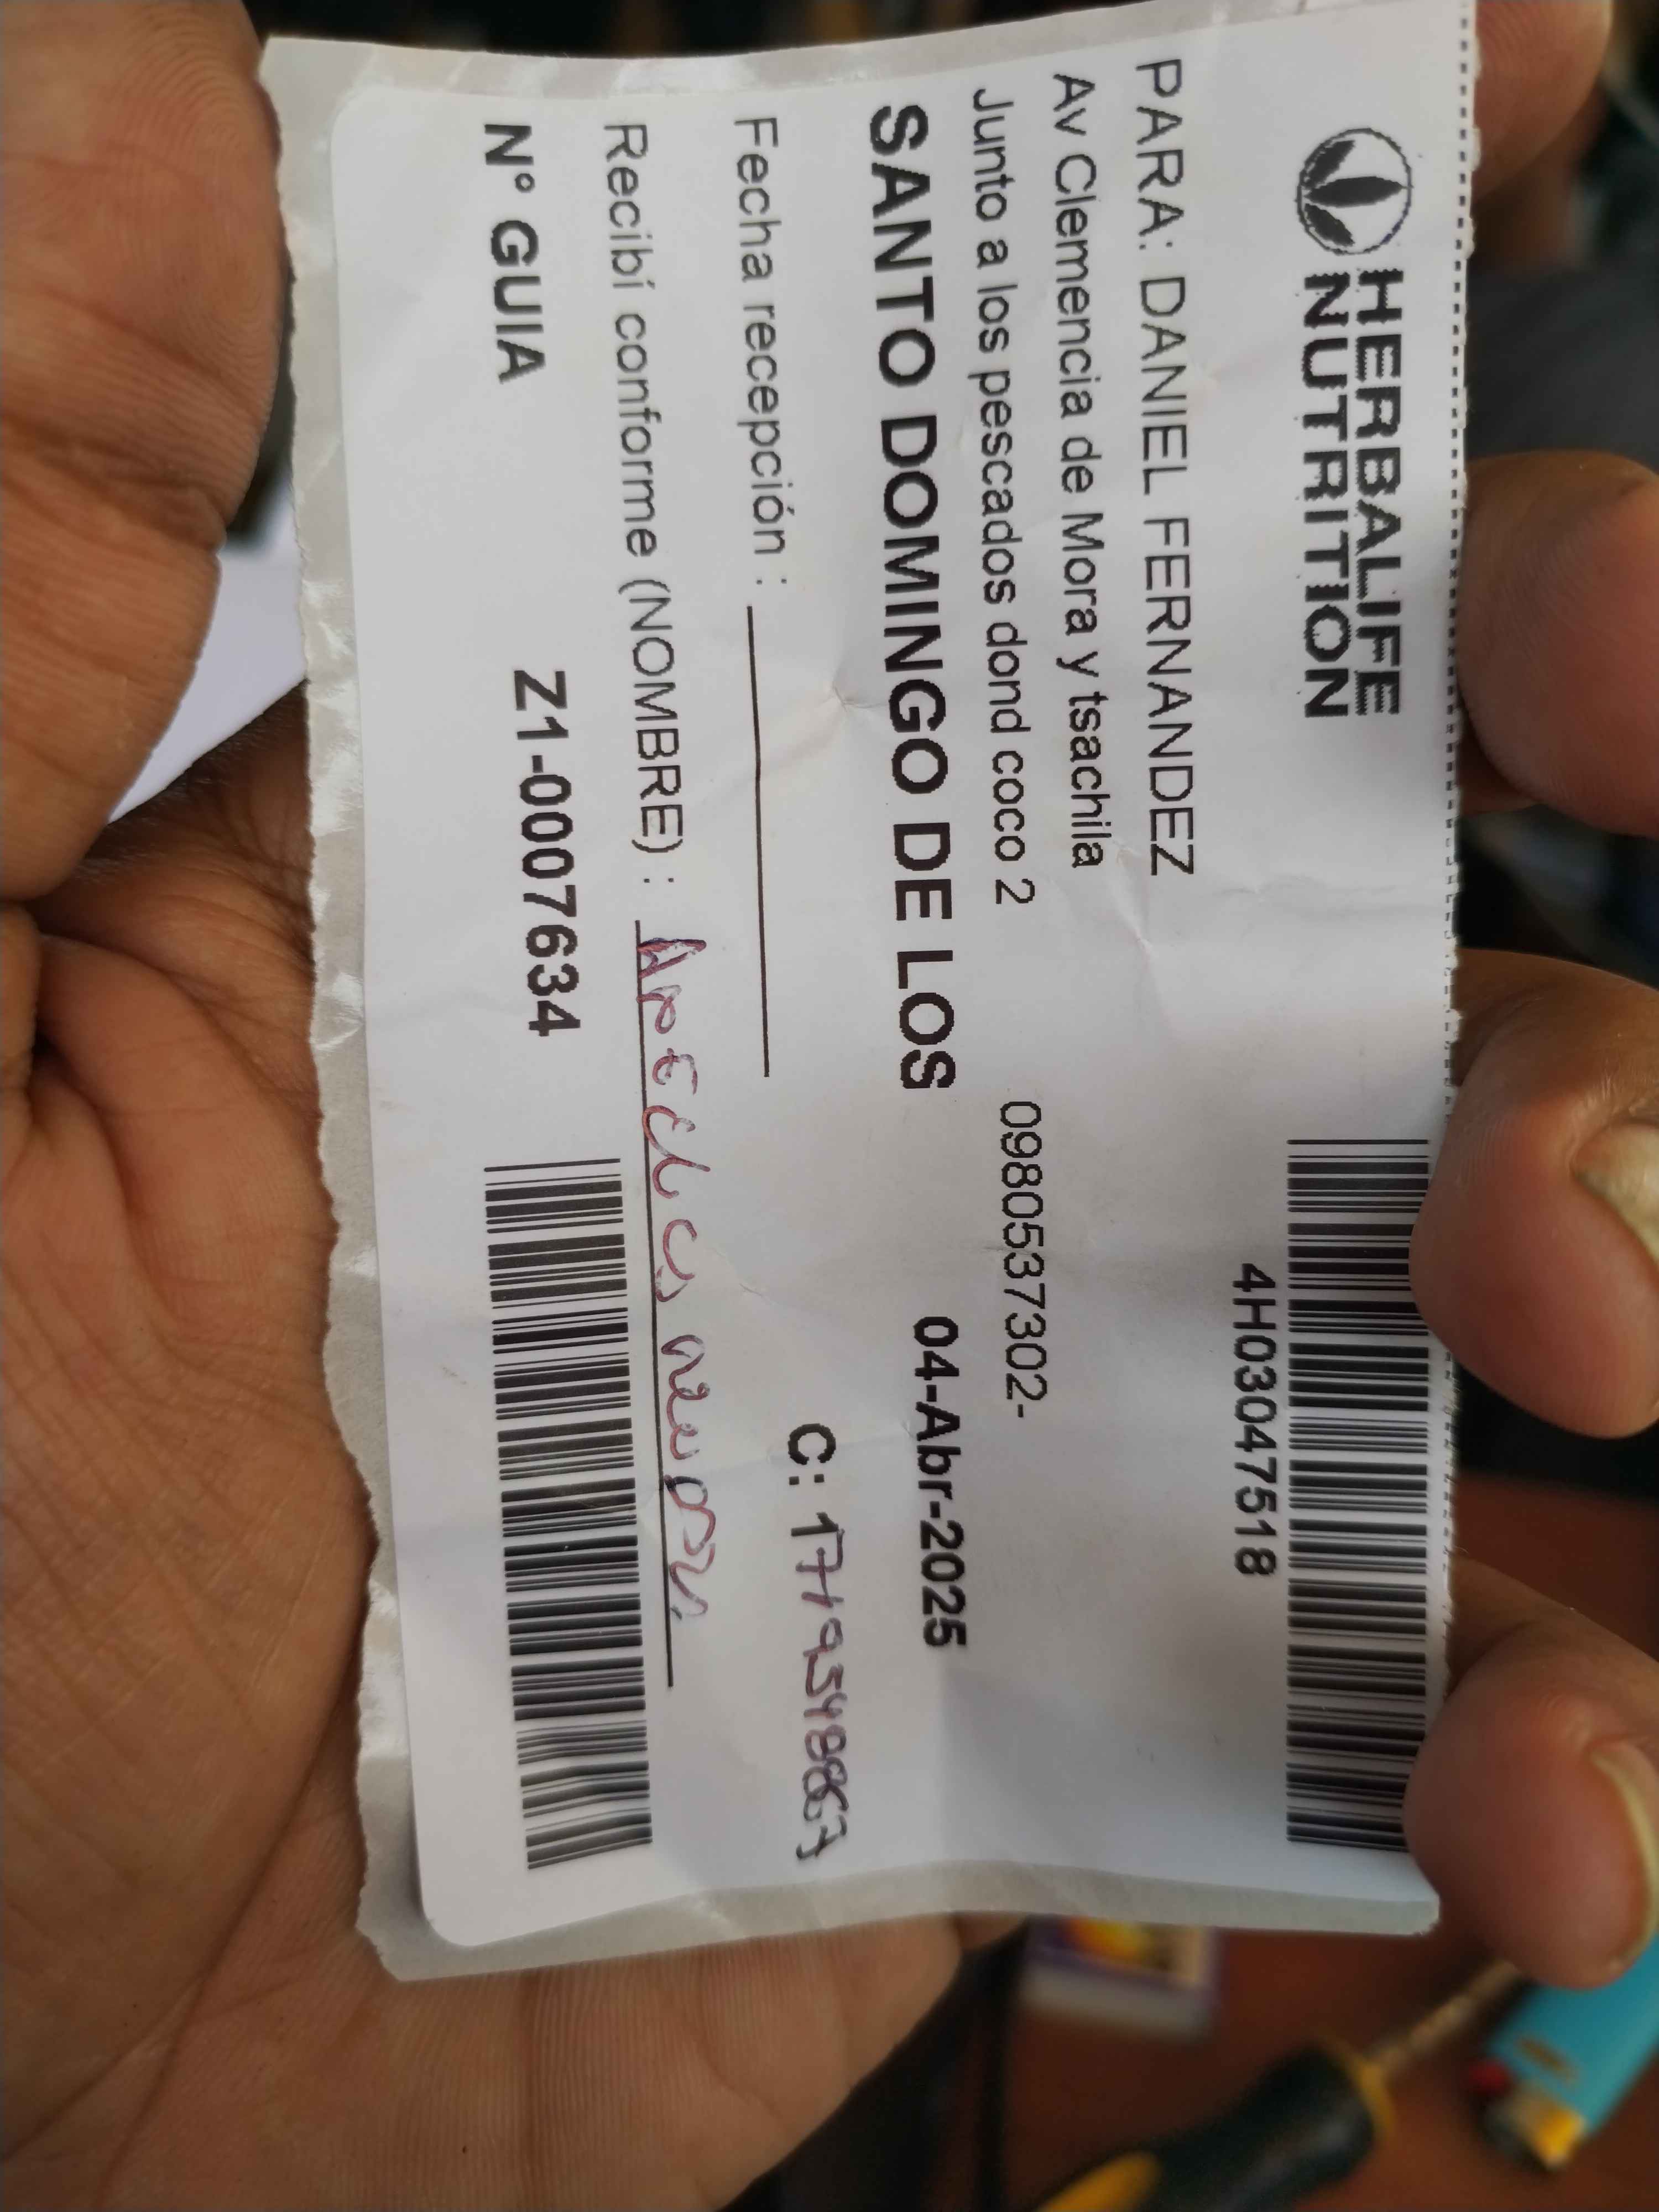 HERBALIFE
NUTRITION
4H03047518
PARA: DANIEL FERNANDEZ
Av Clemencia de Mora y tsachila
Junto a los pescados dond coco 2 0980537302-
SANTO DOMINGO DE LOS 04-Abr-2025
Fecha recepción : C: 1719548867
Recibí conforme (NOMBRE) :
N° GUIA Z1-0007634